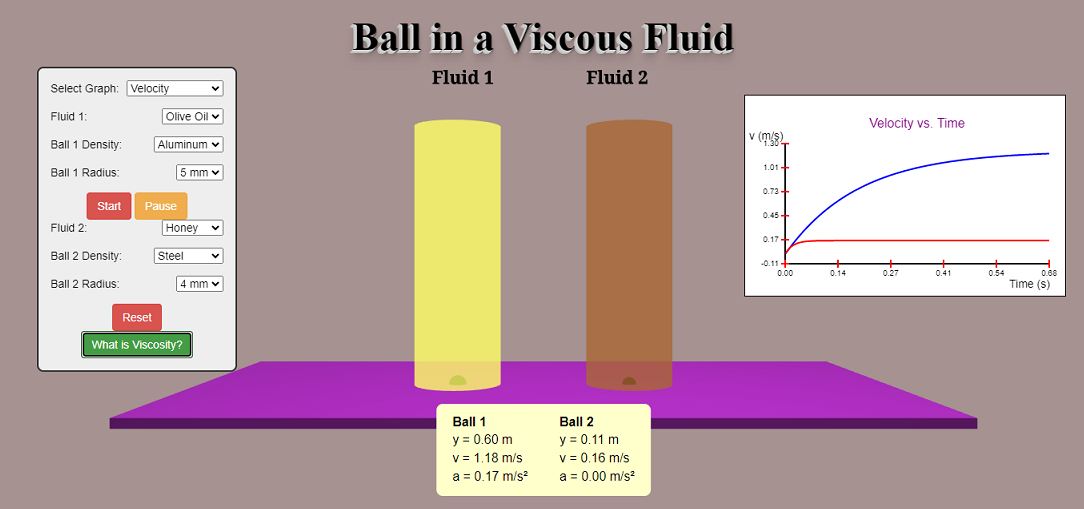 Ball in a Viscous Fluid
Fluid 1
Fluid 2
Select Graph: Velocity
Fluid 1: Olive Oil
Ball 1 Density: Aluminum
Ball 1 Radius: 5 mm
Start Pause
Fluid 2: Honey
Ball 2 Density: Steel
Ball 2 Radius: 4 mm
Reset
What is Viscosity?
Velocity vs. Time
v (m/s)
1.30
1.01
0.73
0.45
0.17
-0.11
0.00 0.14 0.27 0.41 0.54 0.68
Time (s)
Ball 1
y = 0.60 m
v = 1.18 m/s
a = 0.17 m/s²
Ball 2
y = 0.11 m
v = 0.16 m/s
a = 0.00 m/s²